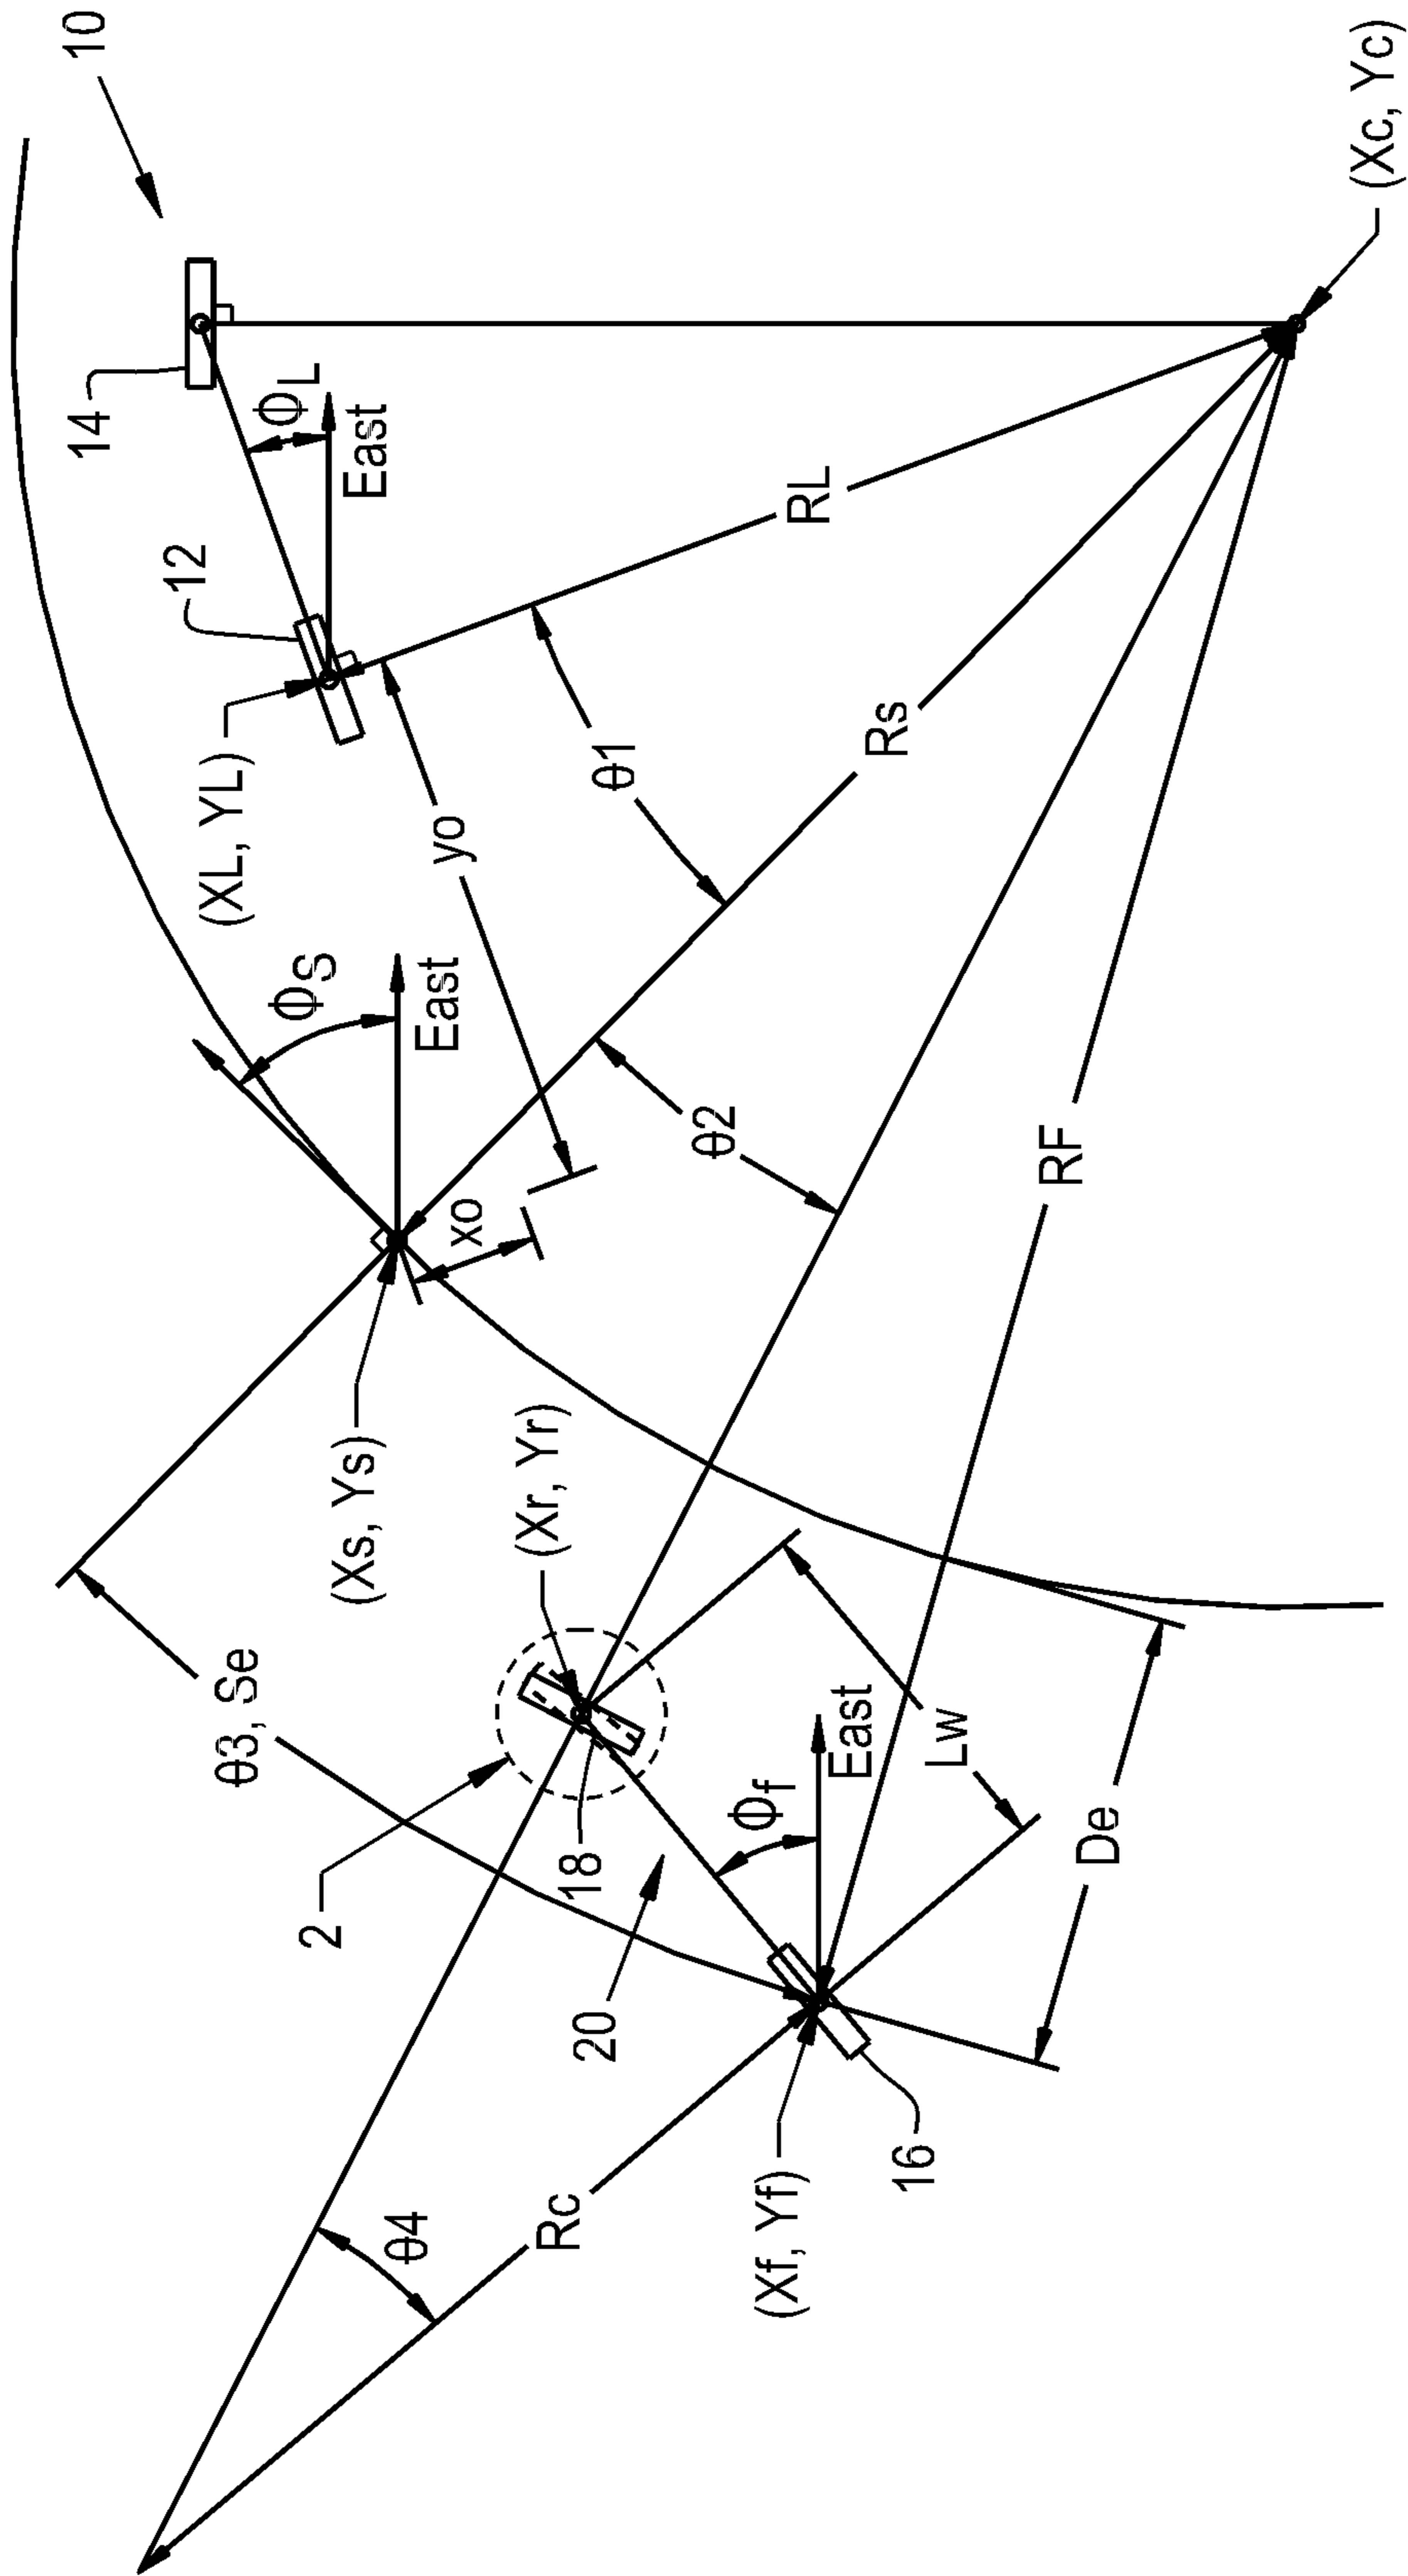 10
14
ΦL
East
12
(XL, YL)
yo
RL
θ1
Rs
ΦS
East
xo
θ2
RF
(Xc, Yc)
(Xs, Ys)
(Xr, Yr)
θ3, Se
2
18
20
Φf
East
Lw
De
16
(Xf, Yf)
Rc
θ4